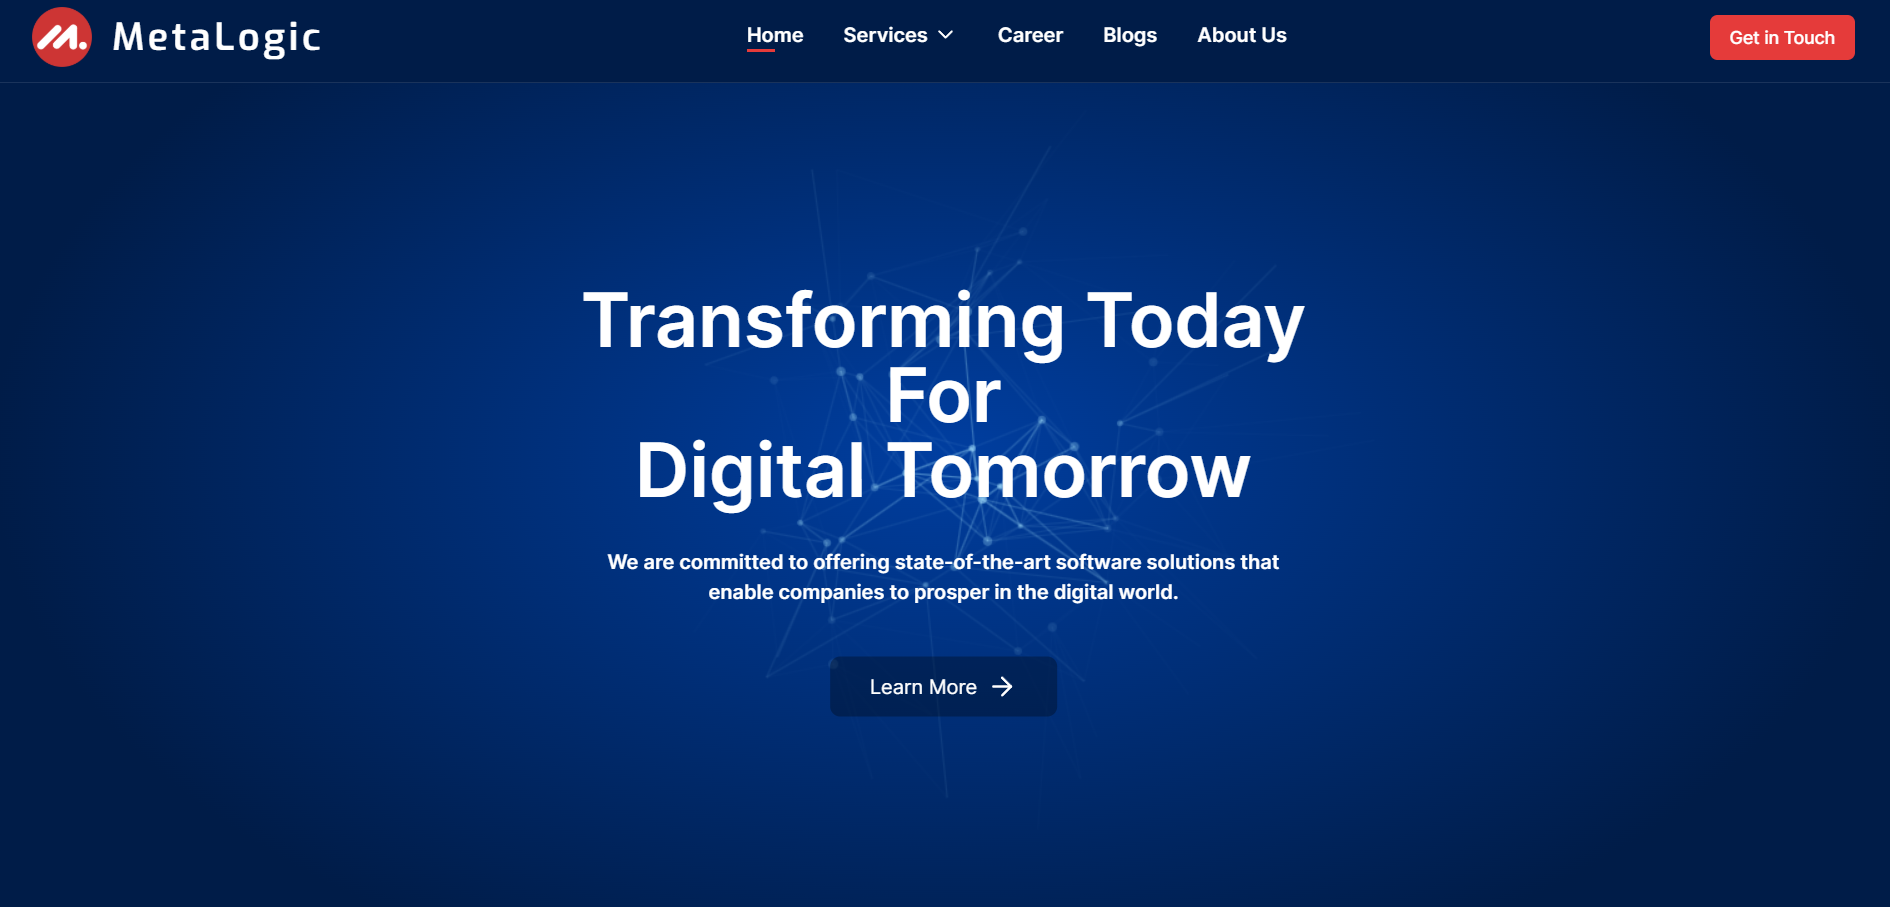 MetaLogic
Home
Services
Career
Blogs
About Us
Get in Touch
Transforming Today
For
Digital Tomorrow
We are committed to offering state-of-the-art software solutions that
enable companies to prosper in the digital world.
Learn More